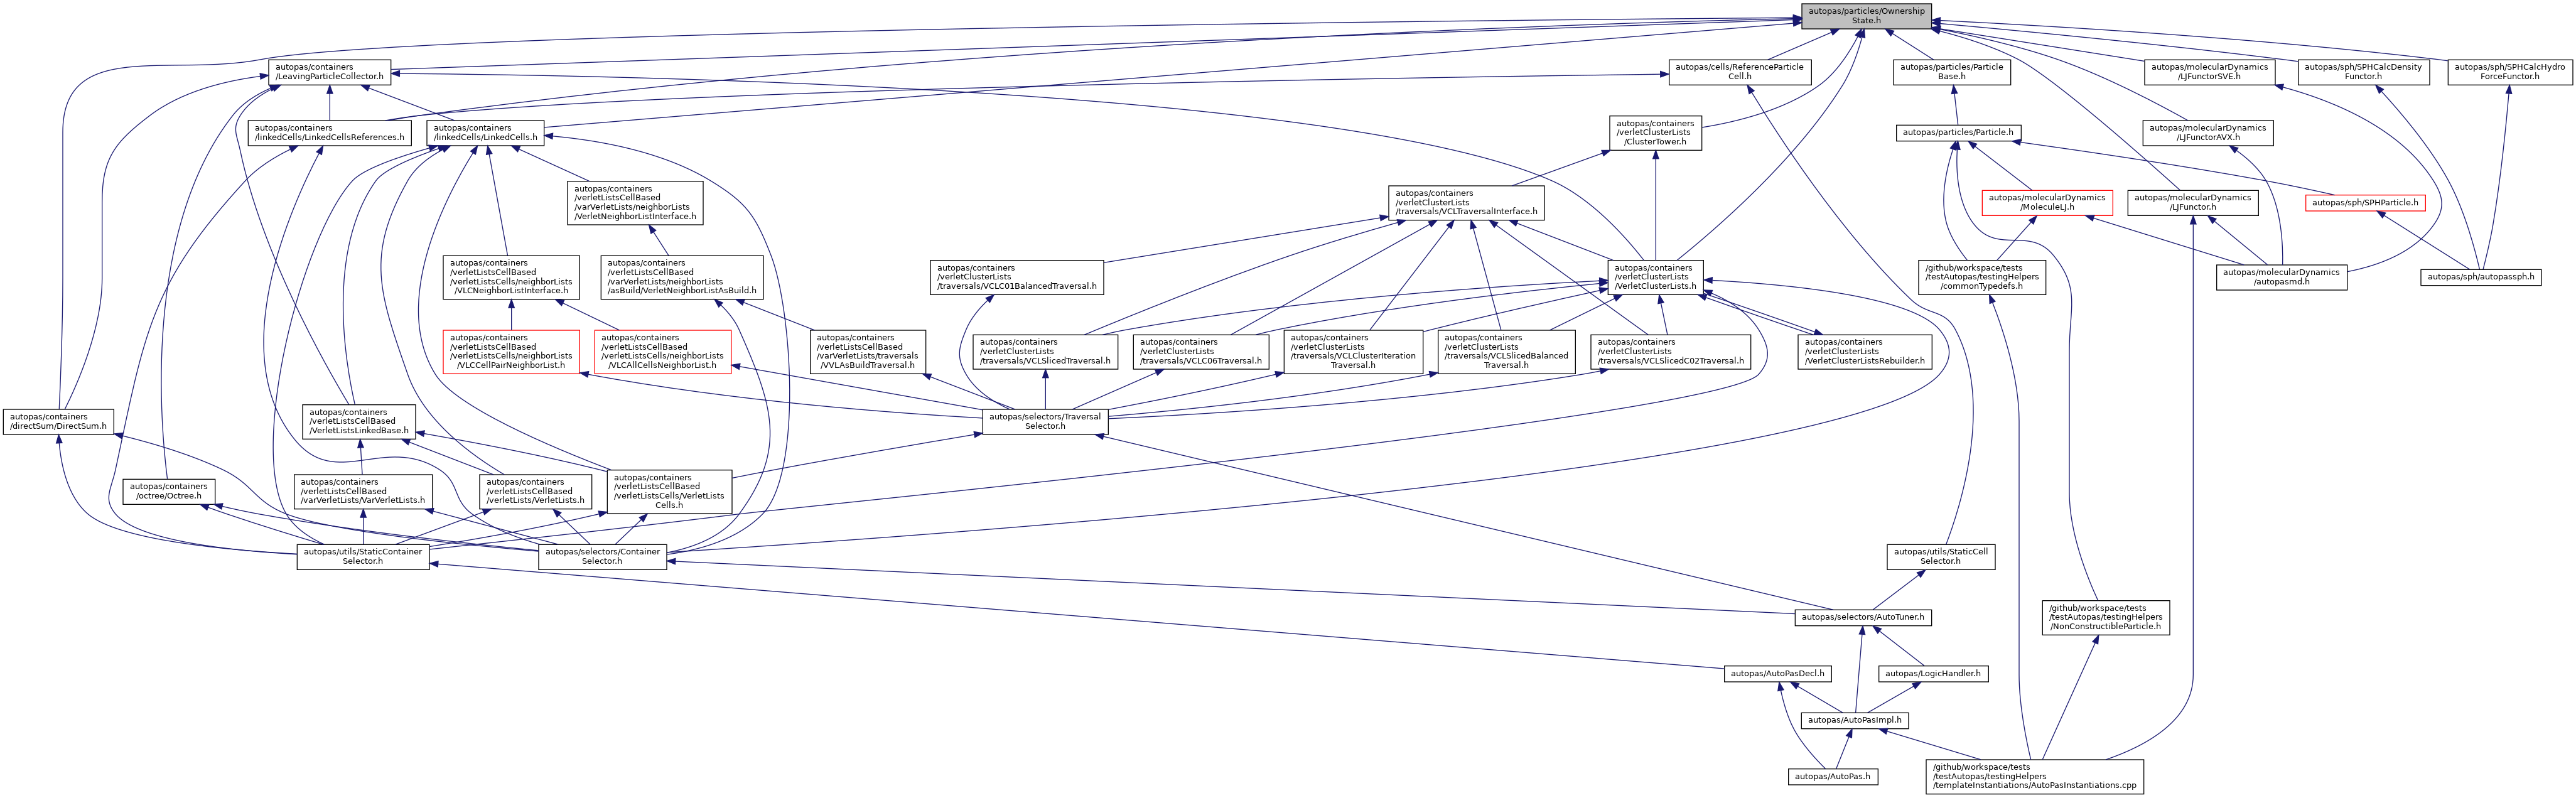 autopas/particles/Ownership
State.h
autopas/containers
/LeavingParticleCollector.h
autopas/cells/ReferenceParticle
Cell.h
autopas/particles/Particle
Base.h
autopas/molecularDynamics
/LJFunctorSVE.h
autopas/sph/SPHCalcDensity
Functor.h
autopas/sph/SPHCalcHydro
ForceFunctor.h
autopas/containers
/linkedCells/LinkedCellsReferences.h
autopas/containers
/linkedCells/LinkedCells.h
autopas/containers
/verletClusterLists
/ClusterTower.h
autopas/particles/Particle.h
autopas/molecularDynamics
/LJFunctorAVX.h
autopas/containers
/verletListsCellBased
/varVerletLists/neighborLists
/VerletNeighborListInterface.h
autopas/containers
/verletClusterLists
/traversals/VCLTraversalInterface.h
autopas/molecularDynamics
/MoleculeLJ.h
autopas/molecularDynamics
/LJFunctor.h
autopas/sph/SPHParticle.h
autopas/containers
/verletListsCellBased
/verletListsCells/neighborLists
/VLCNeighborListInterface.h
autopas/containers
/verletListsCellBased
/varVerletLists/neighborLists
/asBuild/VerletNeighborListAsBuild.h
autopas/containers
/verletClusterLists
/traversals/VCLC01BalancedTraversal.h
autopas/containers
/verletClusterLists
/VerletClusterLists.h
/github/workspace/tests
/testAutopas/testingHelpers
/commonTypedefs.h
autopas/molecularDynamics
/autopasmd.h
autopas/sph/autopassph.h
autopas/containers
/verletListsCellBased
/verletListsCells/neighborLists
/VLCCellPairNeighborList.h
autopas/containers
/verletListsCellBased
/verletListsCells/neighborLists
/VLCAllCellsNeighborList.h
autopas/containers
/verletListsCellBased
/varVerletLists/traversals
/VVLAsBuildTraversal.h
autopas/containers
/verletClusterLists
/traversals/VCLSlicedTraversal.h
autopas/containers
/verletClusterLists
/traversals/VCLC06Traversal.h
autopas/containers
/verletClusterLists
/traversals/VCLClusterIteration
Traversal.h
autopas/containers
/verletClusterLists
/traversals/VCLSlicedBalanced
Traversal.h
autopas/containers
/verletClusterLists
/traversals/VCLSlicedC02Traversal.h
autopas/containers
/verletClusterLists
/VerletClusterListsRebuilder.h
autopas/containers
/directSum/DirectSum.h
autopas/containers
/verletListsCellBased
/VerletListsLinkedBase.h
autopas/selectors/Traversal
Selector.h
autopas/containers
/octree/Octree.h
autopas/containers
/verletListsCellBased
/varVerletLists/VarVerletLists.h
autopas/containers
/verletListsCellBased
/verletLists/VerletLists.h
autopas/containers
/verletListsCellBased
/verletListsCells/VerletLists
Cells.h
autopas/utils/StaticContainer
Selector.h
autopas/selectors/Container
Selector.h
autopas/utils/StaticCell
Selector.h
autopas/selectors/AutoTuner.h
/github/workspace/tests
/testAutopas/testingHelpers
/NonConstructibleParticle.h
autopas/AutoPasDecl.h
autopas/LogicHandler.h
autopas/AutoPasImpl.h
autopas/AutoPas.h
/github/workspace/tests
/testAutopas/testingHelpers
/templateInstantiations/AutoPasInstantiations.cpp